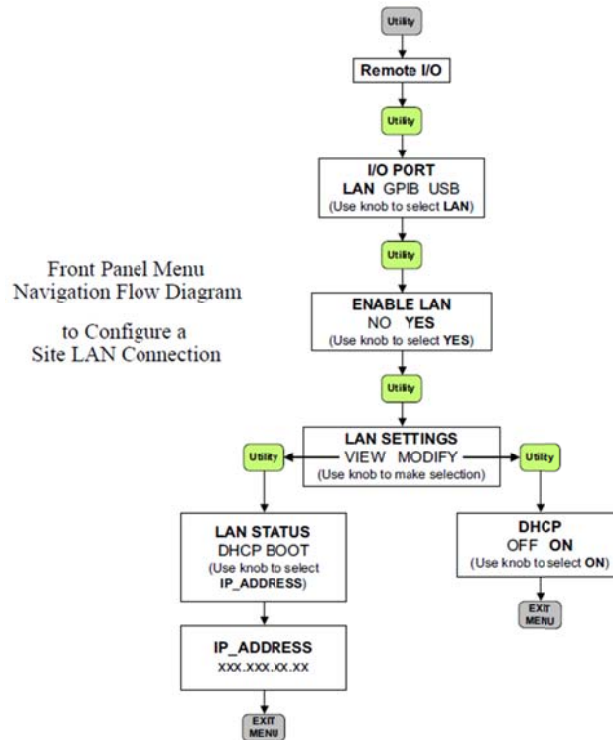 Utility
Remote I/O
Utility
I/O PORT
LAN GPIB USB
(Use knob to select LAN)
Front Panel Menu
Navigation Flow Diagram
to Configure a
Site LAN Connection
Utility
ENABLE LAN
NO YES
(Use knob to select YES)
Utility
LAN SETTINGS
VIEW MODIFY
(Use knob to make selection)
Utility
Utility
LAN STATUS
DHCP BOOT
(Use knob to select
IP_ADDRESS)
DHCP
OFF ON
(Use knob to select ON)
EXIT
MENU
IP_ADDRESS
xxx.xxx.xx.xx
EXIT
MENU